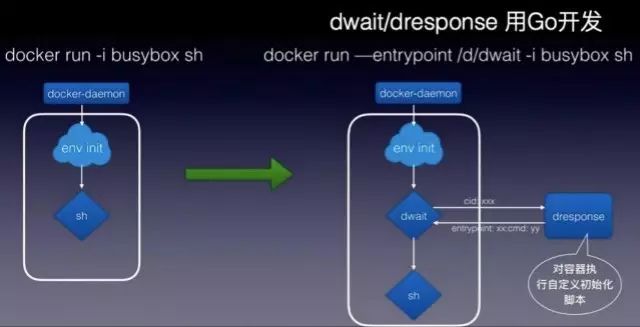 dwait/dresponse 用Go开发
docker run -i busybox sh
docker run —entrypoint /d/dwait -i busybox sh
docker-daemon
env init
sh
docker-daemon
env init
dwait
cid: xxx
entrypoint: xx:cmd: yy
dresponse
sh
对容器执
行自定义初始化
脚本